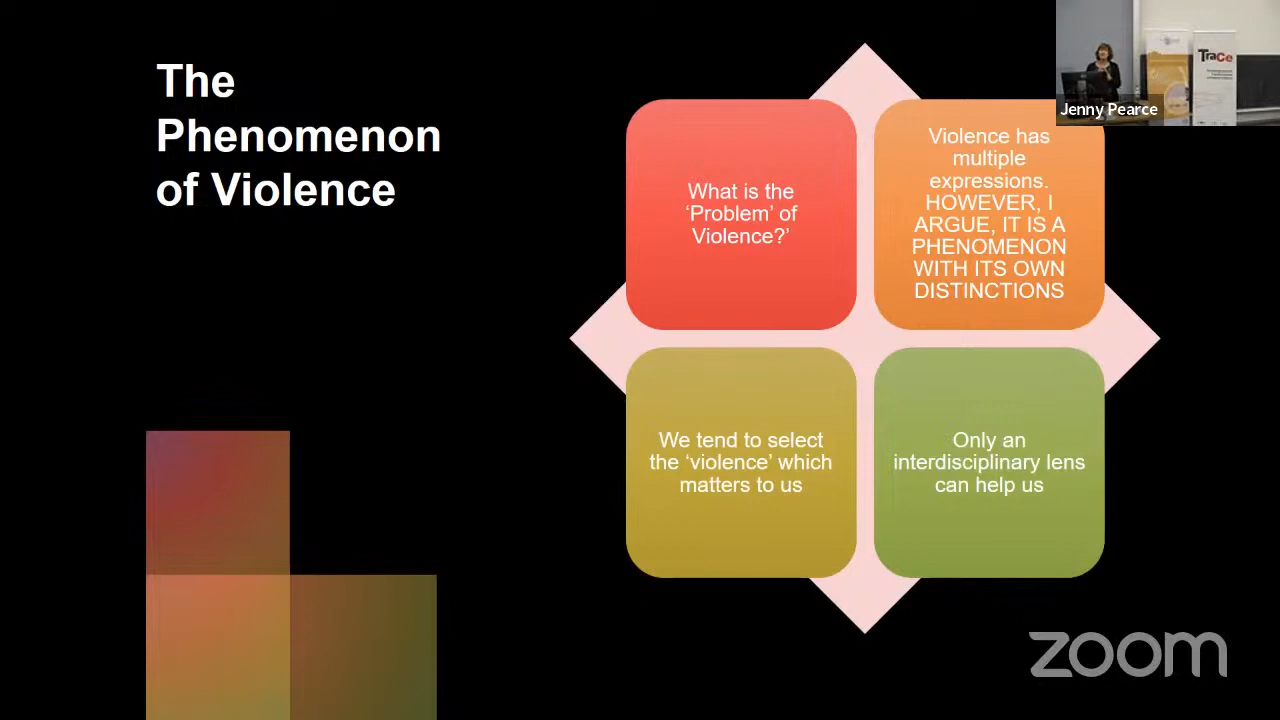 The
Phenomenon
of Violence
What is the
‘Problem’ of
Violence?’
Violence has
multiple
expressions.
HOWEVER, I
ARGUE, IT IS A
PHENOMENON
WITH ITS OWN
DISTINCTIONS
We tend to select
the ‘violence’ which
matters to us
Only an
interdisciplinary lens
can help us
TraCe
Jenny Pearce
zoom